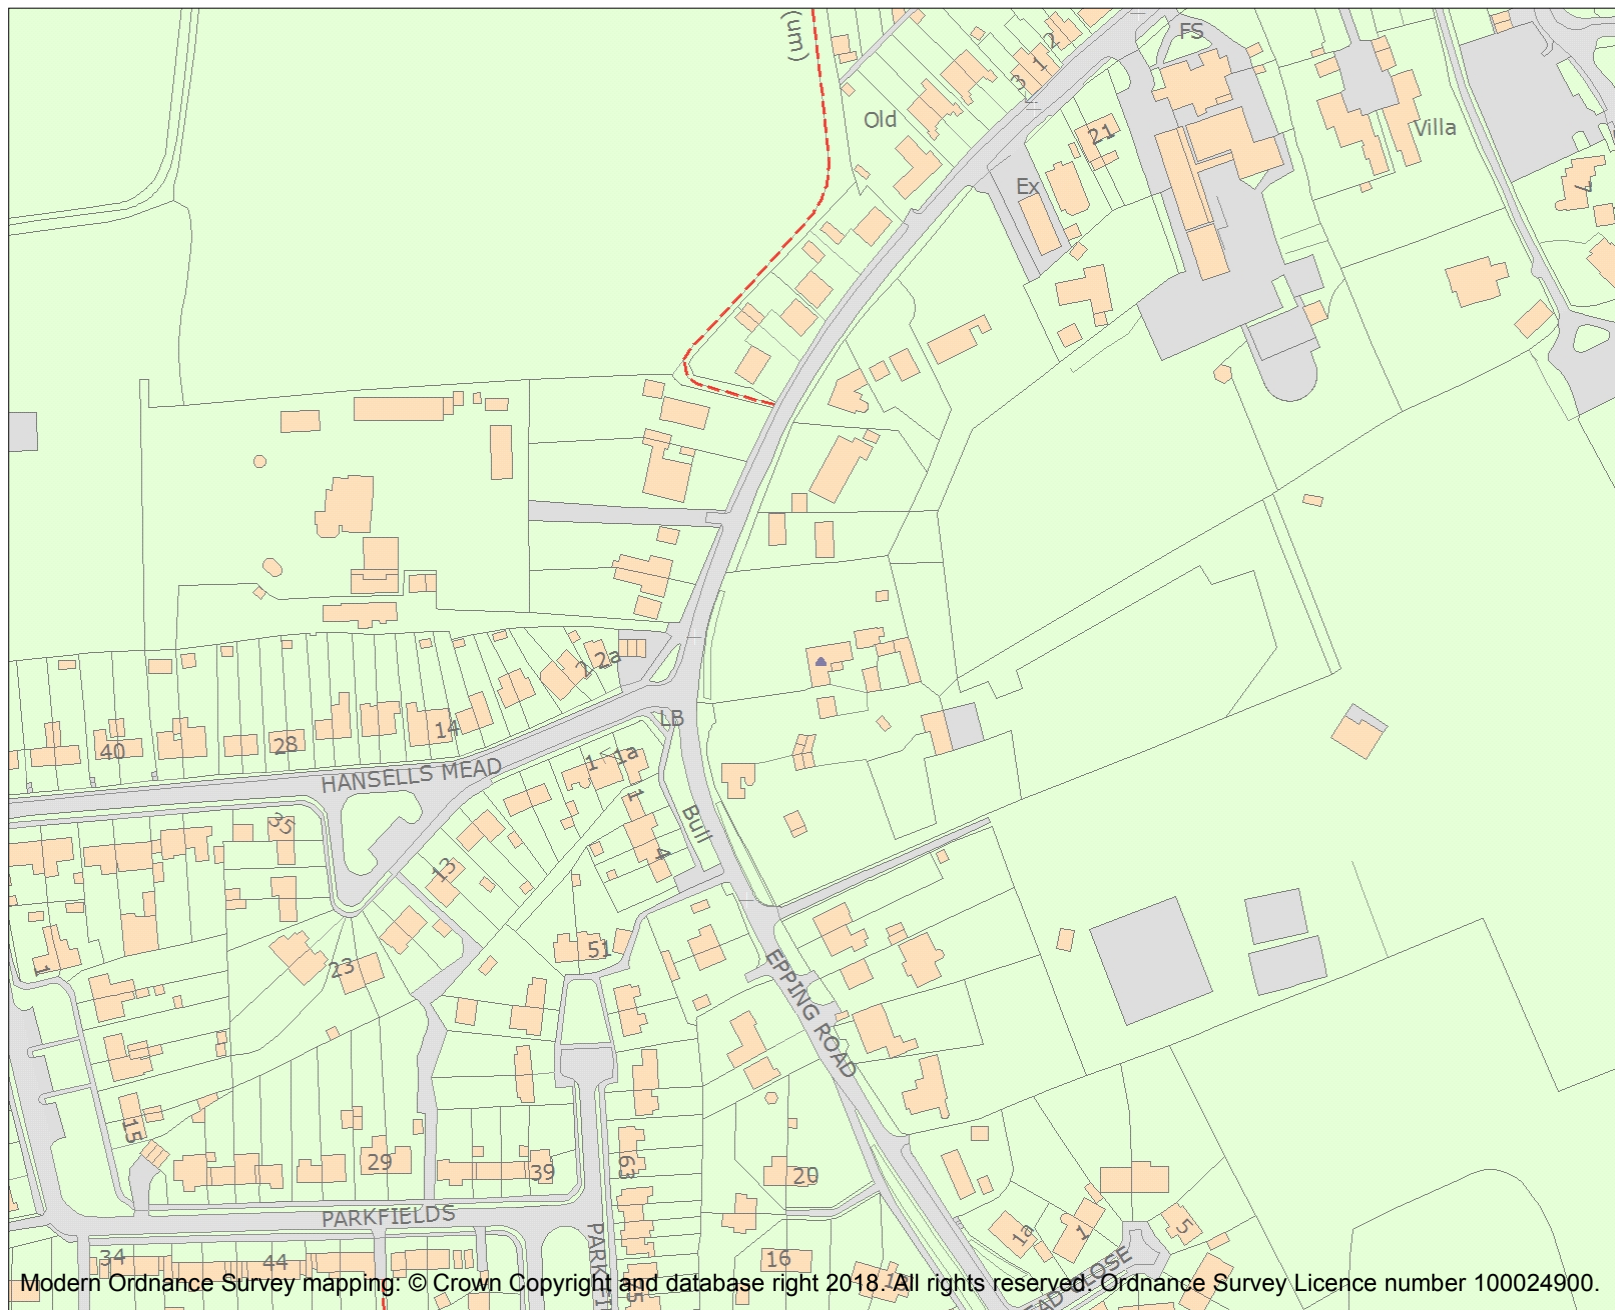 (um)
FS
2
1
3
Old
21
Villa
Ex
7
2a
2
LB
14
28
40
HANSELLS MEAD
1
1a
1
Bull
35
4
13
51
23
1
EPPING ROAD
15
29
39
63
20
PARKFIELDS
1a
1
5
34
44
16
Modern Ordnance Survey mapping: © Crown Copyright and database right 2018. All rights reserved. Ordnance Survey Licence number 100024900.